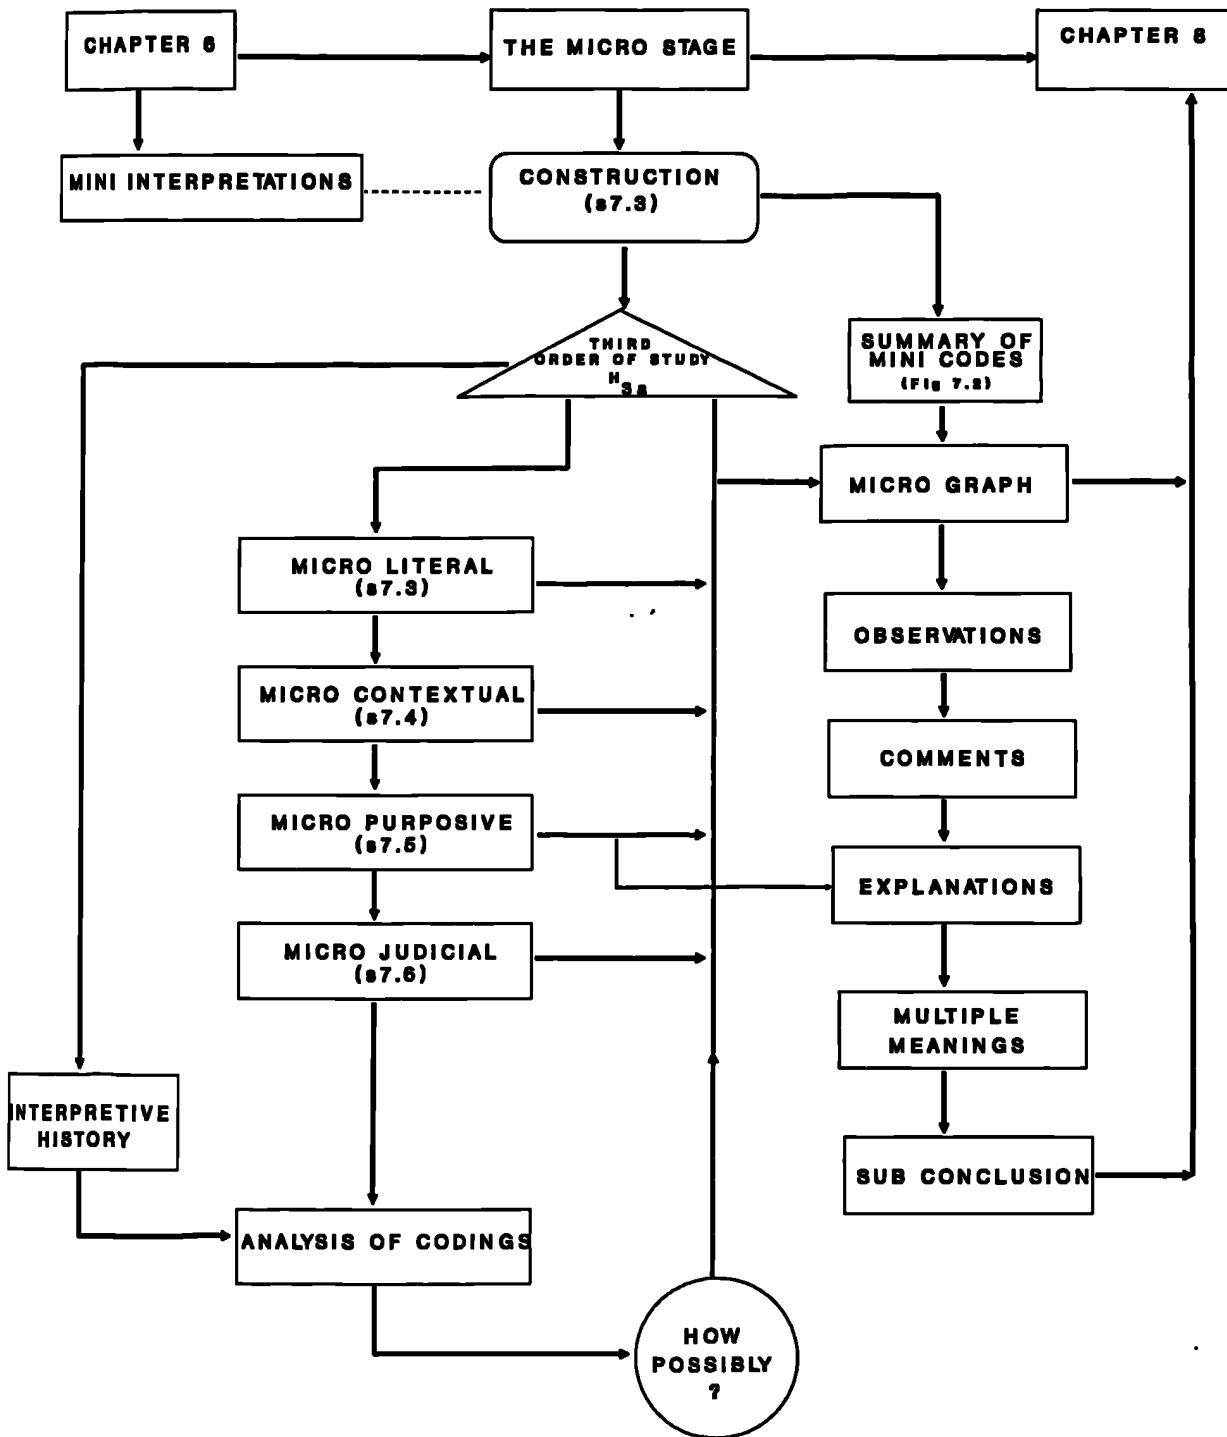 CHAPTER 6
THE MICRO STAGE
CHAPTER 8
MINI INTERPRETATIONS
CONSTRUCTION
(s7.3)
THIRD
ORDER OF STUDY
H3a
SUMMARY OF
MINI CODES
(Fig 7.2)
MICRO GRAPH
MICRO LITERAL
(s7.3)
OBSERVATIONS
MICRO CONTEXTUAL
(s7.4)
COMMENTS
MICRO PURPOSIVE
(s7.5)
EXPLANATIONS
MICRO JUDICIAL
(s7.6)
MULTIPLE
MEANINGS
INTERPRETIVE
HISTORY
SUB CONCLUSION
ANALYSIS OF CODINGS
HOW
POSSIBLY
?